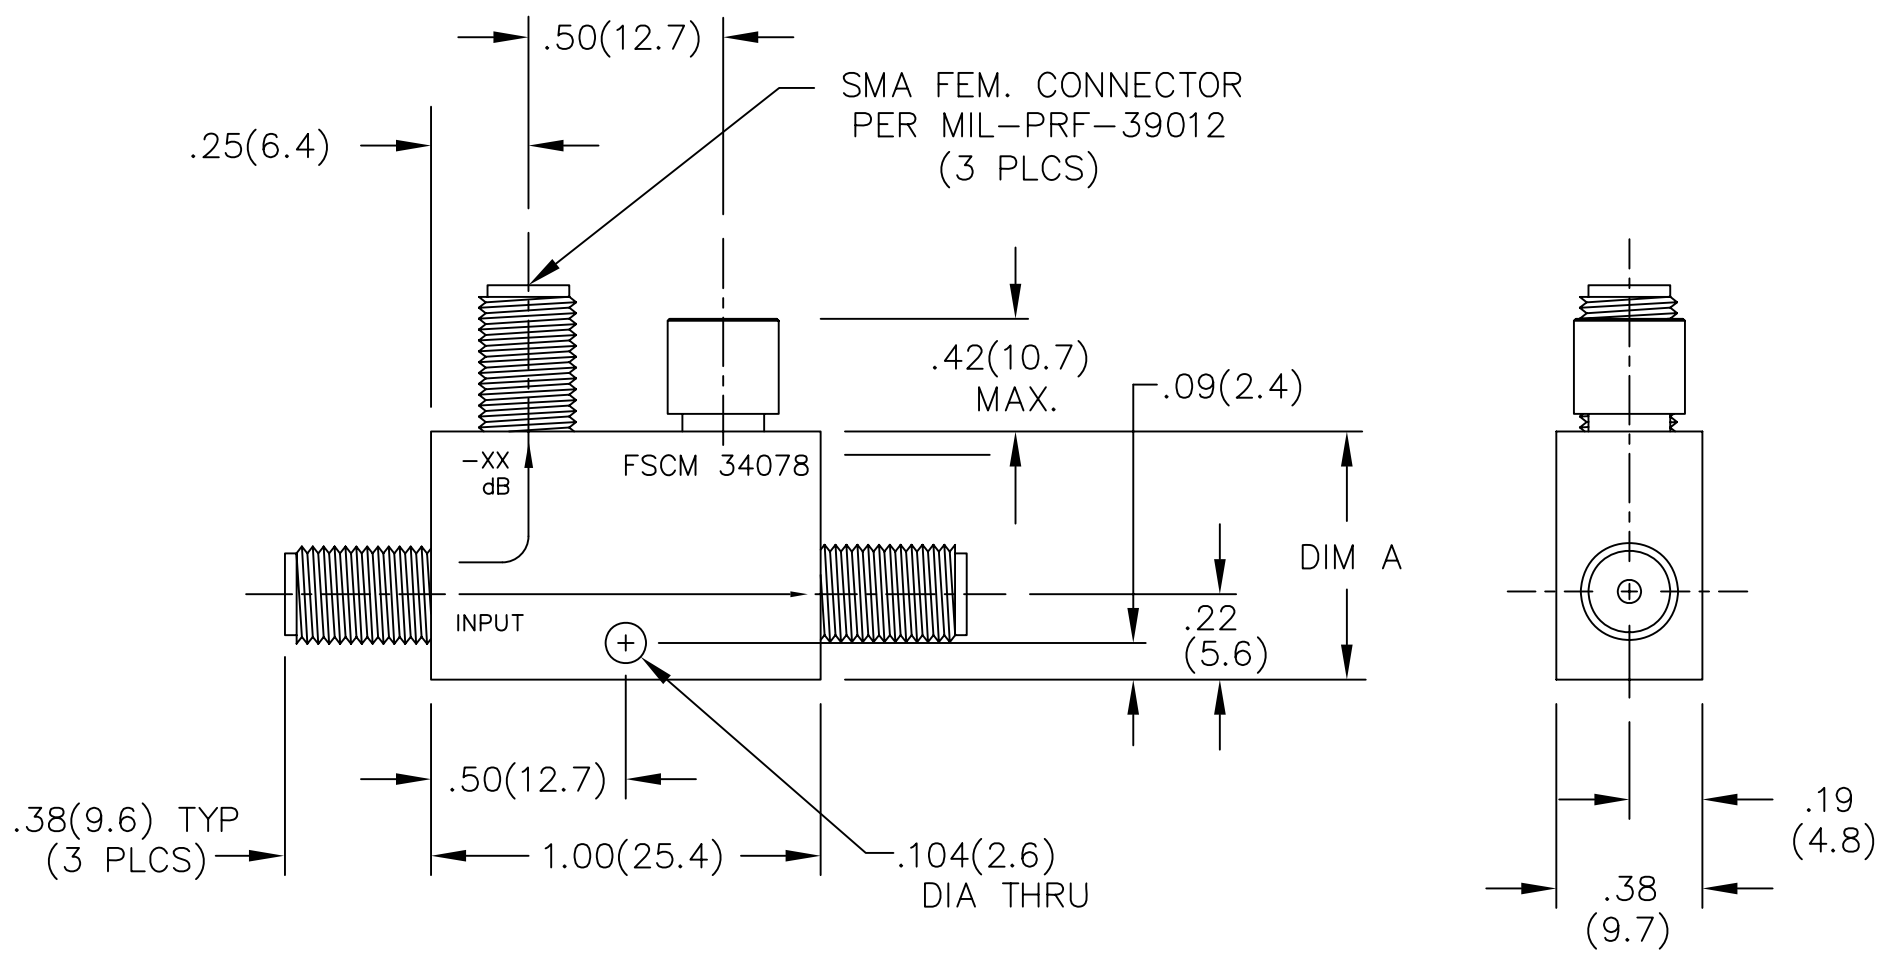 .50(12.7)
SMA FEM. CONNECTOR
PER MIL-PRF-39012
(3 PLCS)
.25(6.4)
.42(10.7)
MAX.
.09(2.4)
-XX
dB
FSCM 34078
DIM A
INPUT
.22
(5.6)
.50(12.7)
.38(9.6) TYP
(3 PLCS)
1.00(25.4)
.104(2.6)
DIA THRU
.19
(4.8)
.38
(9.7)